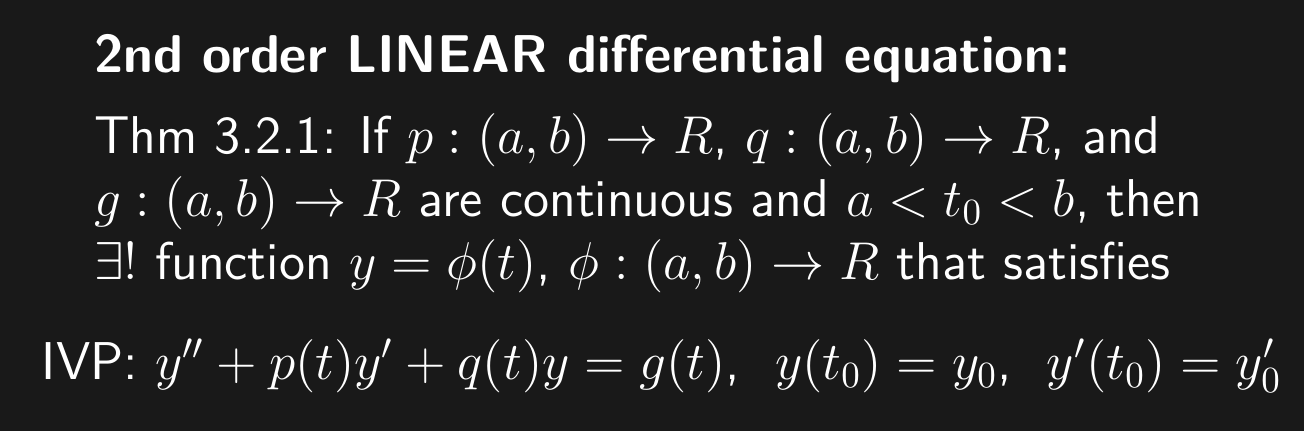 2nd order LINEAR differential equation:
Thm 3.2.1: If p : (a, b) → R, q : (a, b) → R, and
g : (a, b) → R are continuous and a < t₀ < b, then
∃! function y = ϕ(t), ϕ : (a, b) → R that satisfies
IVP: y′′ + p(t)y′ + q(t)y = g(t), y(t₀) = y₀, y′(t₀) = y′₀